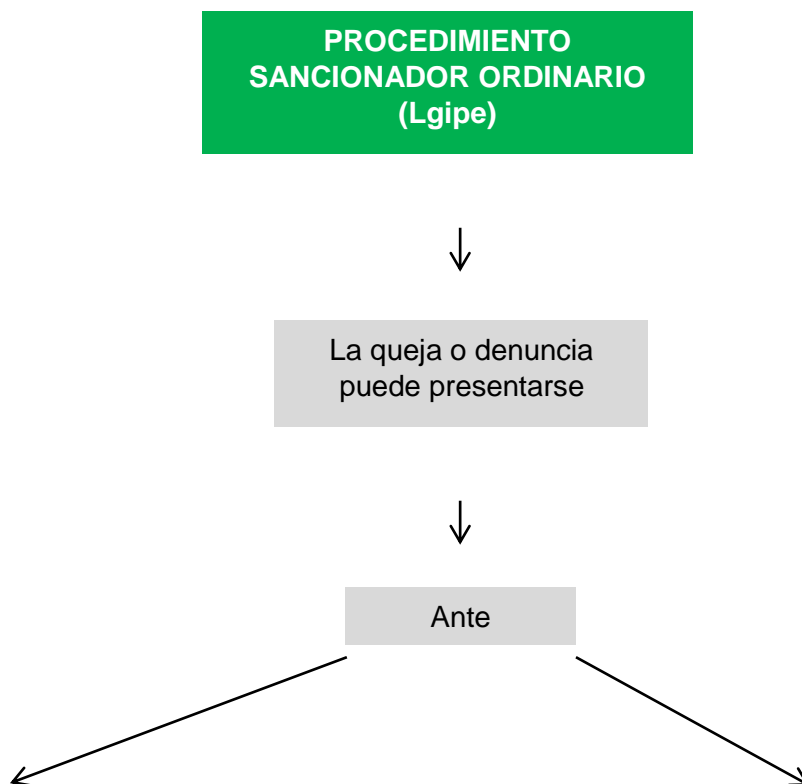 PROCEDIMIENTO
SANCIONADOR ORDINARIO
(Lgipe)
La queja o denuncia
puede presentarse
Ante